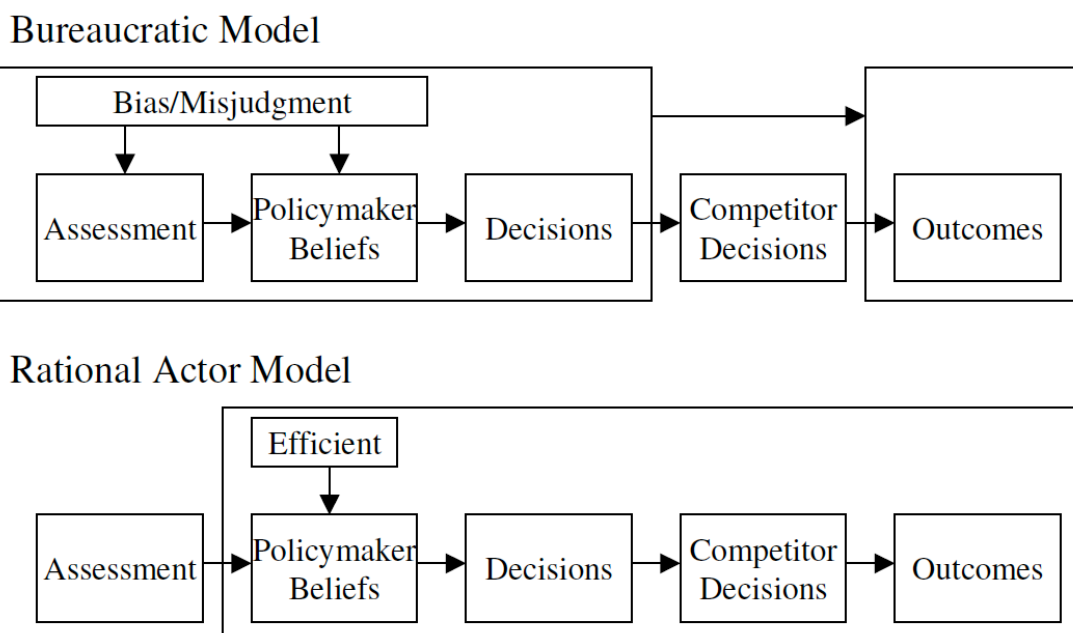 Bureaucratic Model
Bias/Misjudgment
Assessment
Policymaker
Beliefs
Decisions
Competitor
Decisions
Outcomes
Rational Actor Model
Efficient
Assessment
Policymaker
Beliefs
Decisions
Competitor
Decisions
Outcomes